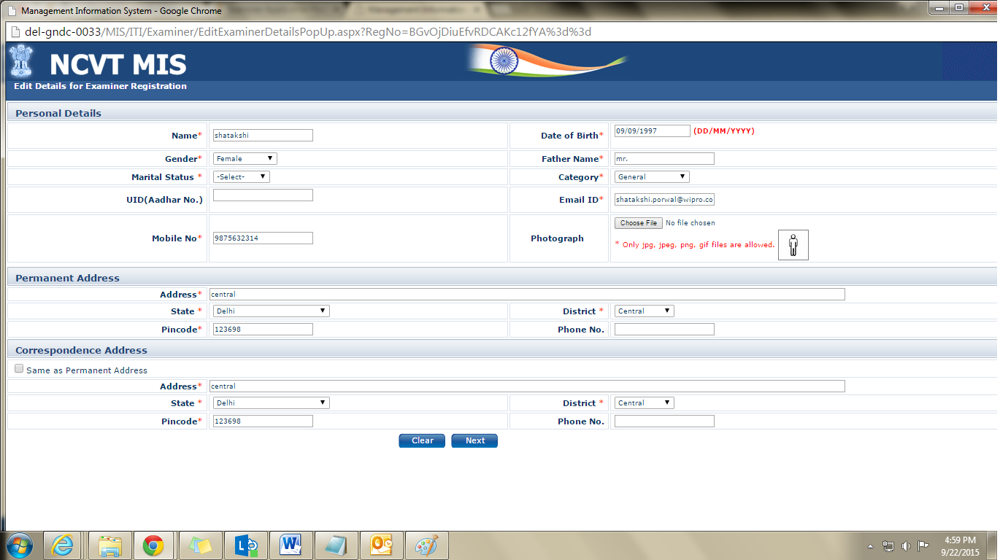 Management Information System - Google Chrome
del-gndc-0033/MIS/ITI/Examiner/EditExaminerDetailsPopUp.aspx?RegNo=BGvOjDiuEfvRDCAKc12fYA%3d%3d
NCVT MIS
Edit Details for Examiner Registration
Personal Details
Name* shatakshi Date of Birth* 09/09/1997 (DD/MM/YYYY)
Gender* Female Father Name* mr.
Marital Status * -Select- Category* General
UID(Aadhar No.) Email ID* shatakshi.porwal@wipro.co
Mobile No* 9875632314 Photograph Choose File No file chosen
* Only jpg, jpeg, png, gif files are allowed.
Permanent Address
Address* central
State * Delhi District * Central
Pincode* 123698 Phone No.
Correspondence Address
Same as Permanent Address
Address* central
State * Delhi District * Central
Pincode* 123698 Phone No.
Clear Next
4:59 PM
9/22/2015